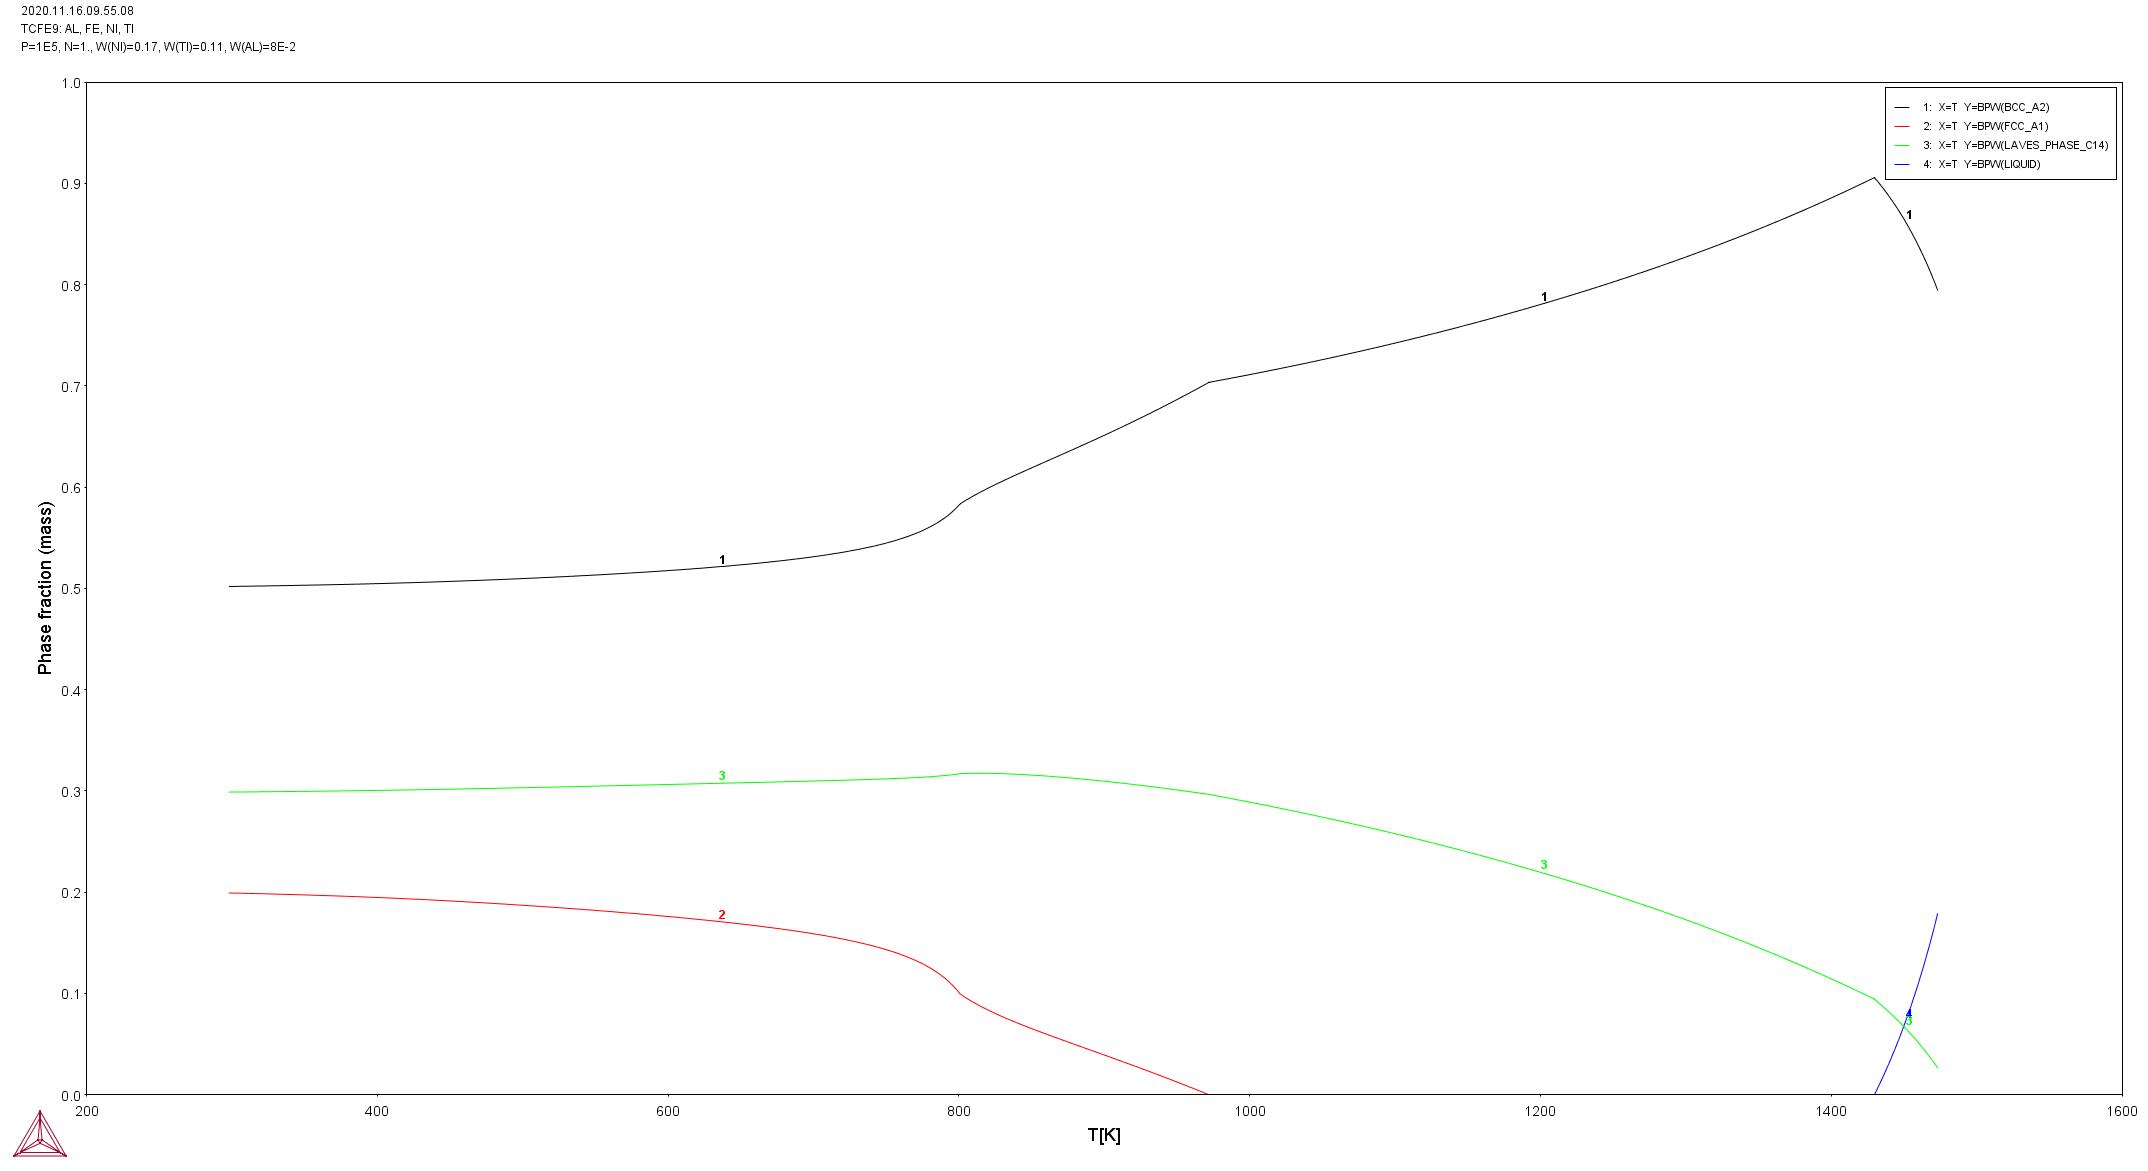 2020.11.16.09.55.08
TCFE9: AL, FE, NI, TI
P=1E5, N=1., W(NI)=0.17, W(TI)=0.11, W(AL)=8E-2
1: X=T Y=BPW(BCC_A2)
2: X=T Y=BPW(FCC_A1)
3: X=T Y=BPW(LAVES_PHASE_C14)
4: X=T Y=BPW(LIQUID)
1.0
0.9
0.8
0.7
0.6
0.5
0.4
0.3
0.2
0.1
0.0
Phase fraction (mass)
1
1
1
3
3
2
4
3
200 400 600 800 1000 1200 1400 1600
T[K]